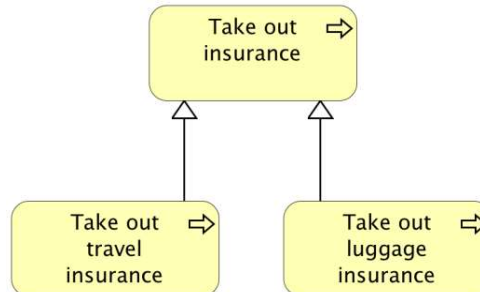 Take out
insurance
Take out
travel
insurance
Take out
luggage
insurance